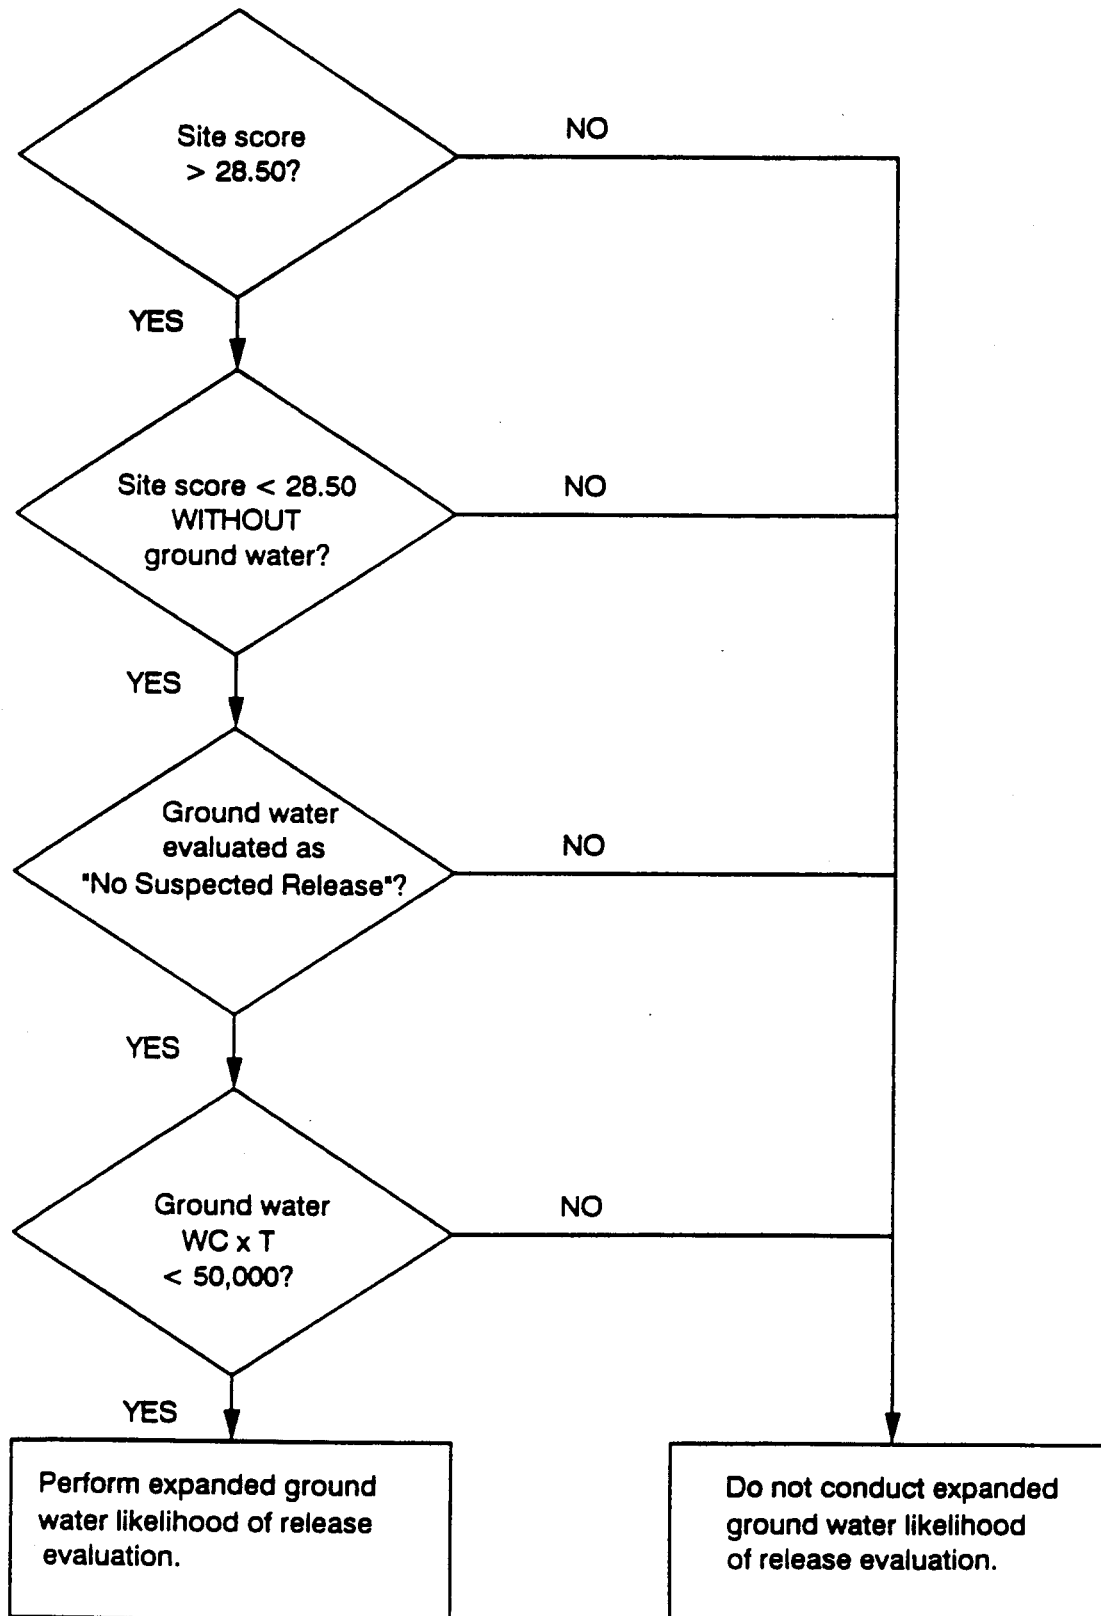 Site score
> 28.50?
NO
YES
Site score < 28.50
WITHOUT
ground water?
NO
YES
Ground water
evaluated as
"No Suspected Release"?
NO
YES
Ground water
WC x T
< 50,000?
NO
YES
Perform expanded ground
water likelihood of release
evaluation.
Do not conduct expanded
ground water likelihood
of release evaluation.